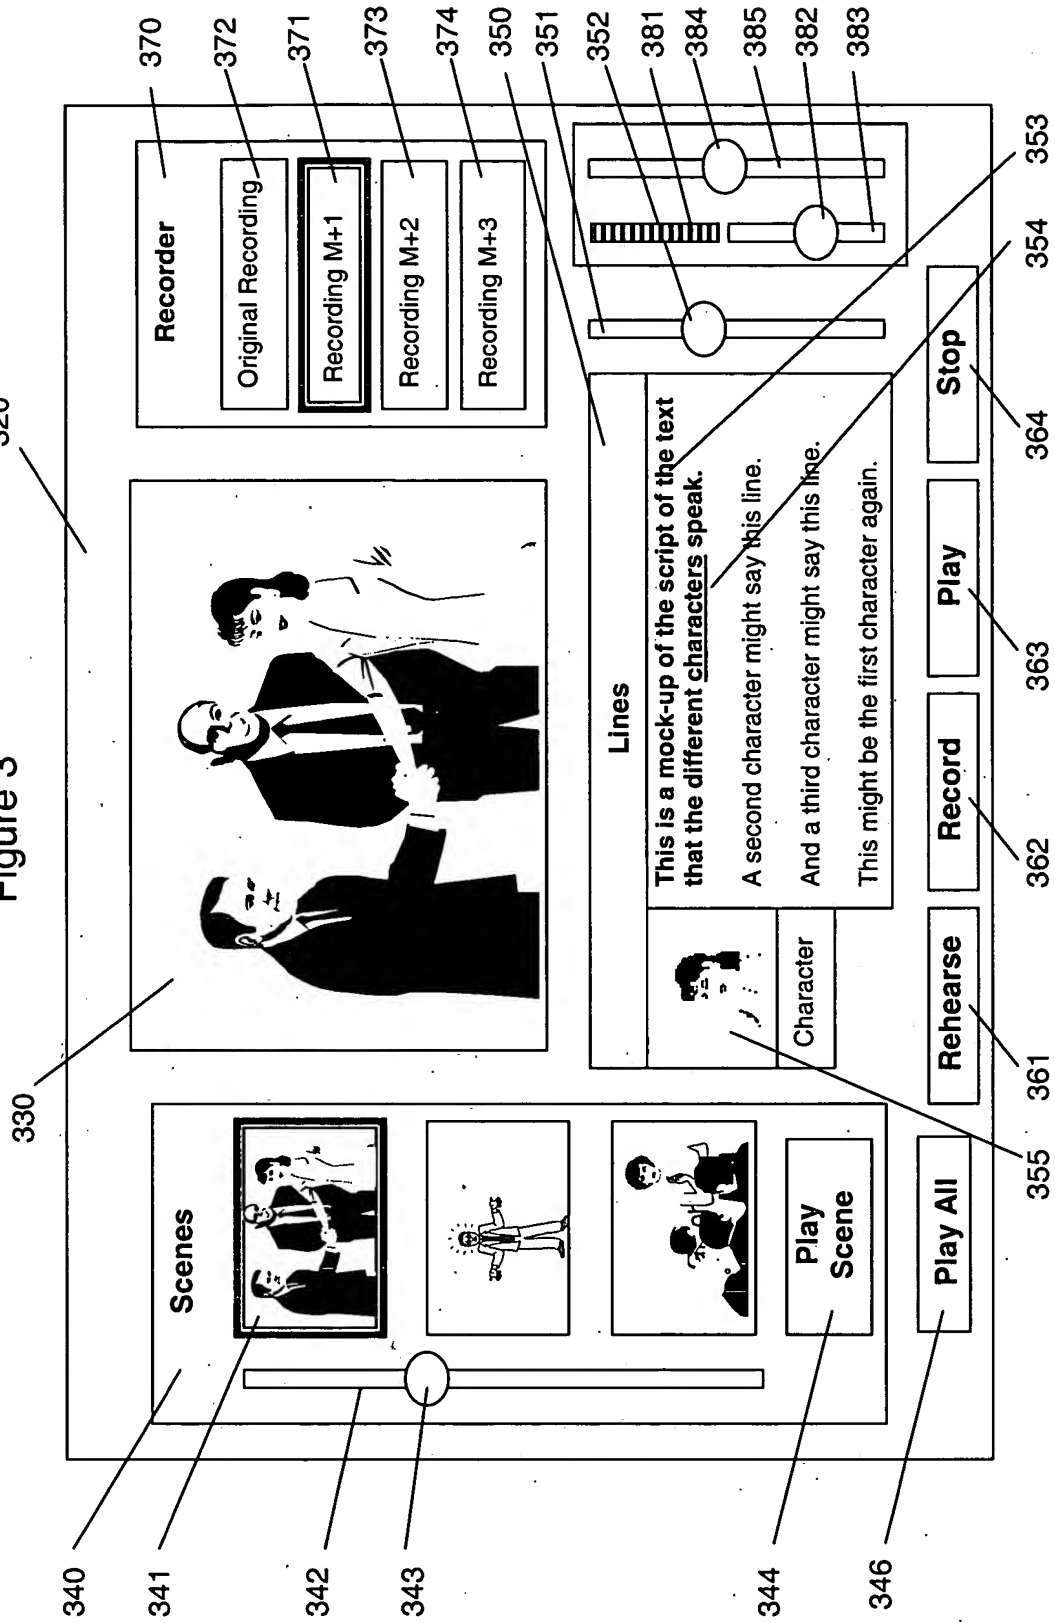 Figure 3
320
330
340
341
342
343
344
346
Scenes
Play
Scene
Play All
Recorder
Original Recording
Recording M+1
Recording M+2
Recording M+3
370
372
371
373
374
350
351
352
381
384
385
382
383
353
354
Lines
This is a mock-up of the script of the text
that the different characters speak.
A second character might say this line.
And a third character might say this line.
This might be the first character again.
Character
Rehearse
Record
Play
Stop
355
361
362
363
364